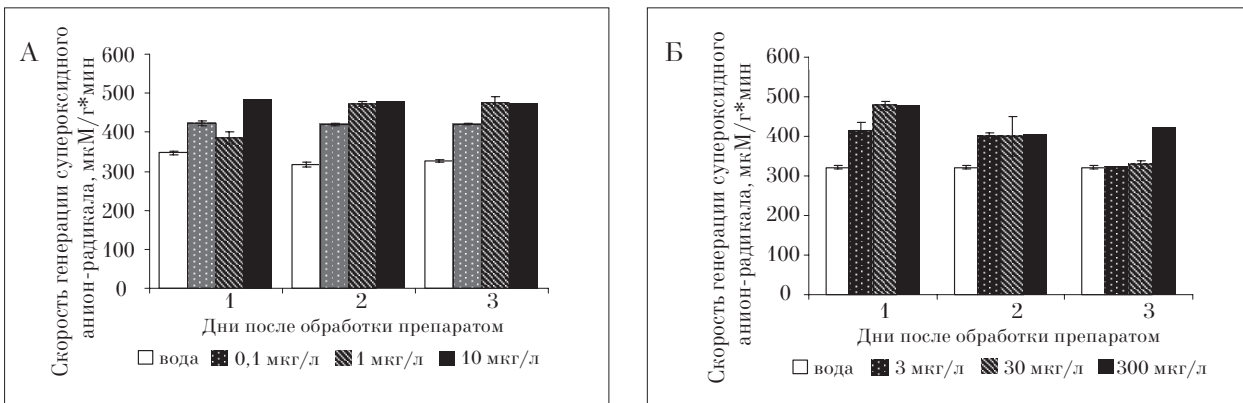 А
Скорость генерации супероксидного
анион-радикала, мкМ/г*мин
600
500
400
300
200
100
0
1 2 3
Дни после обработки препаратом
вода 0,1 мкг/л 1 мкг/л 10 мкг/л
Б
Скорость генерации супероксидного
анион-радикала, мкМ/г*мин
600
500
400
300
200
100
0
1 2 3
Дни после обработки препаратом
вода 3 мкг/л 30 мкг/л 300 мкг/л